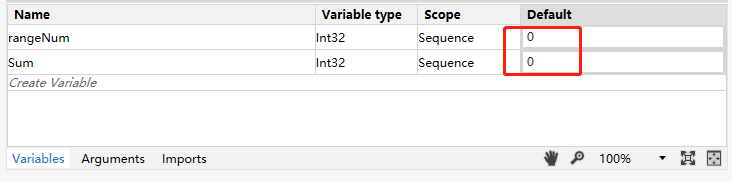 Name Variable type Scope Default
rangeNum Int32 Sequence 0
Sum Int32 Sequence 0
Create Variable
Variables Arguments Imports 100%